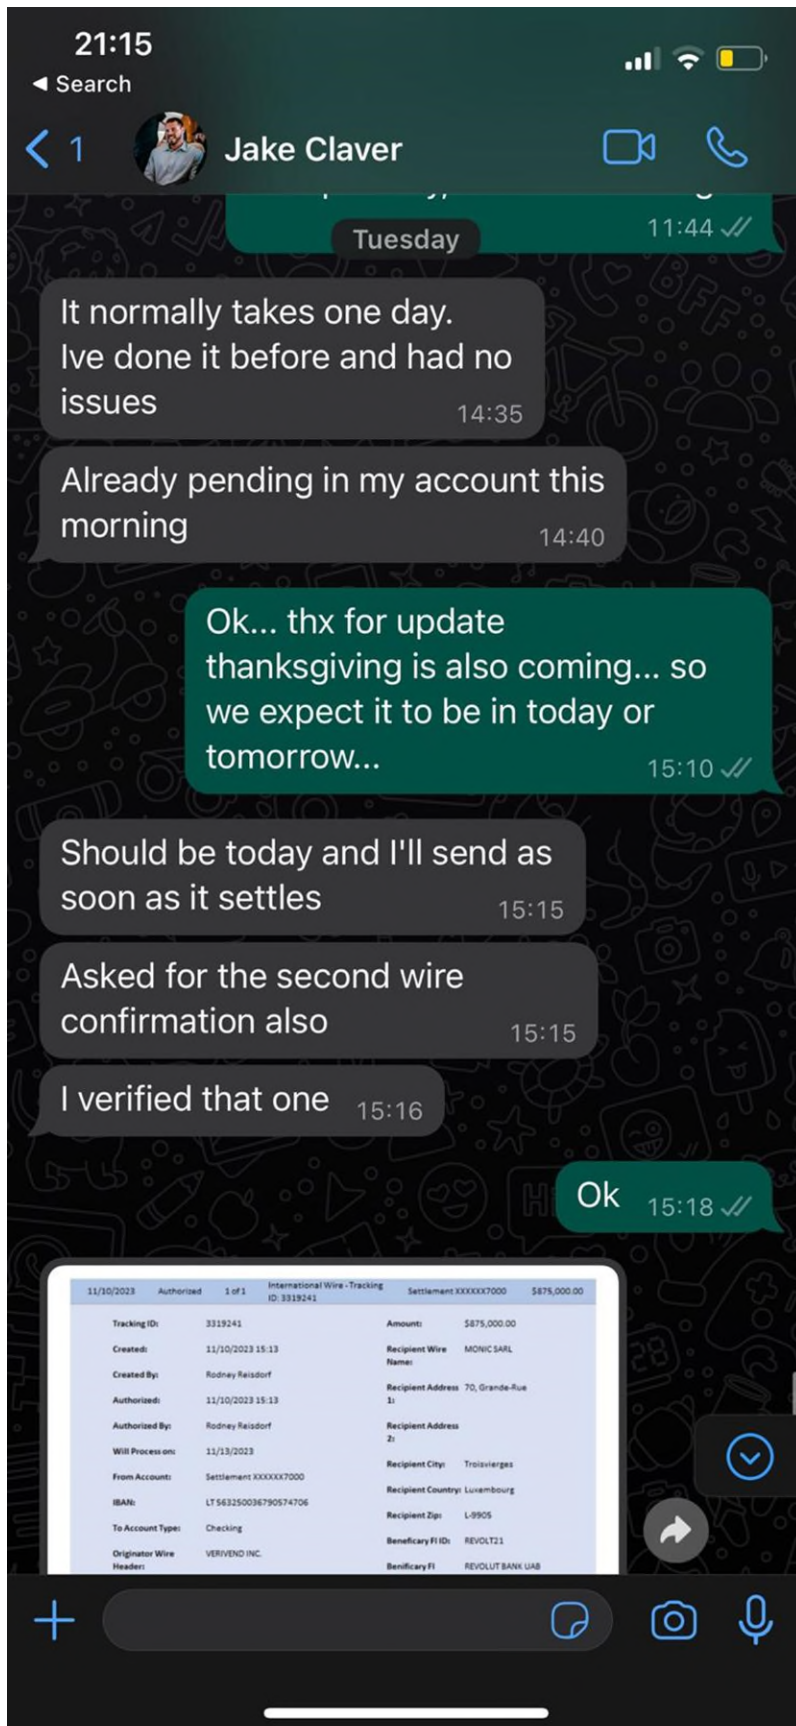 21:15
◀ Search
1
Jake Claver
11:44
Tuesday
It normally takes one day.
Ive done it before and had no
issues
14:35
Already pending in my account this
morning
14:40
Ok... thx for update
thanksgiving is also coming... so
we expect it to be in today or
tomorrow...
15:10
Should be today and I'll send as
soon as it settles
15:15
Asked for the second wire
confirmation also
15:15
I verified that one 15:16
Ok 15:18
11/10/2023 Authorized 1 of 1 International Wire - Tracking ID: 3319241 Settlement XXXXXX7000 $875,000.00
Tracking ID: 3319241
Created: 11/10/2023 15:13
Created By: Rodney Reisdorf
Authorized: 11/10/2023 15:13
Authorized By: Rodney Reisdorf
Will Process on: 11/13/2023
From Account: Settlement XXXXXX7000
IBAN: LT563250036790574706
To Account Type: Checking
Originator Wire
Header: VERIVEND INC.
Amount: $875,000.00
Recipient Wire
Name: MONIC SARL
Recipient Address
1: 70, Grande-Rue
Recipient Address
2:
Recipient City: Troisvierges
Recipient Country: Luxembourg
Recipient Zip: L-9905
Beneficary FI ID: REVOLT21
Benificary FI REVOLUT BANK UAB